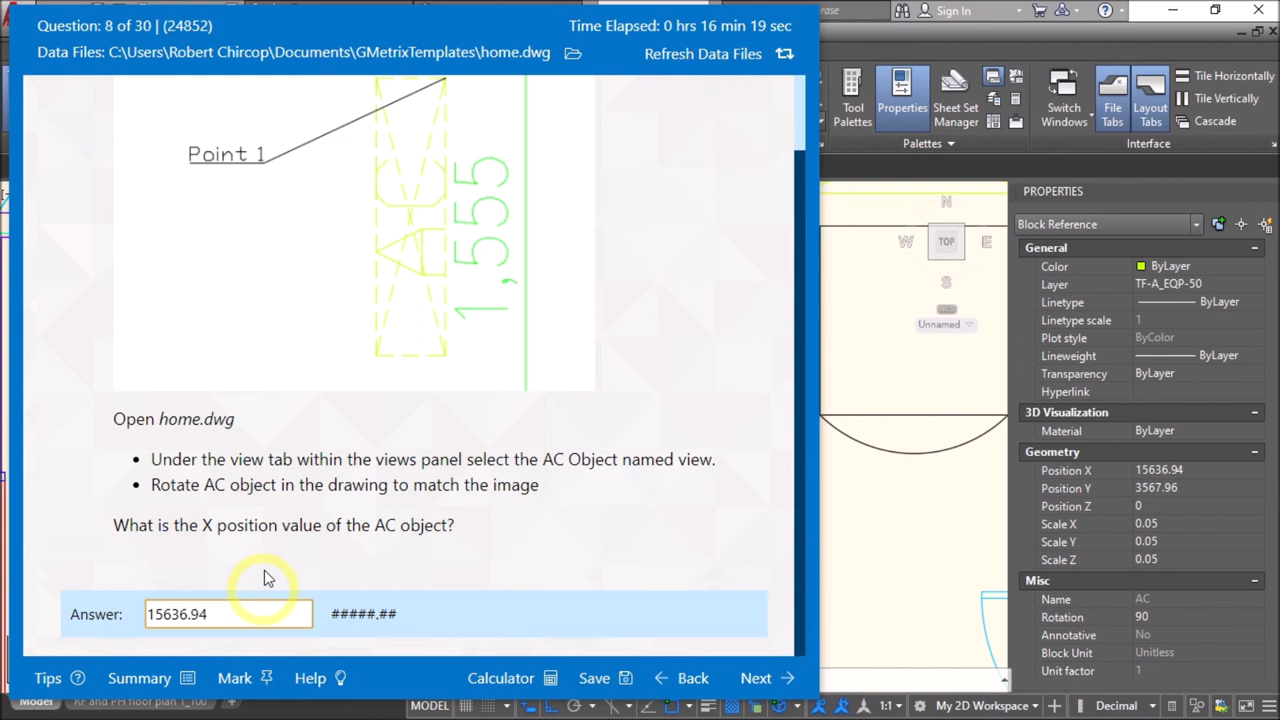 Question: 8 of 30 | (24852)
Time Elapsed: 0 hrs 16 min 19 sec
Data Files: C:\Users\Robert Chircop\Documents\GMetrixTemplates\home.dwg
Refresh Data Files
Point 1
AC
1,555
Open home.dwg
• Under the view tab within the views panel select the AC Object named view.
• Rotate AC object in the drawing to match the image
What is the X position value of the AC object?
Answer:
15636.94
#####.##
Tips
Summary
Mark
Help
Calculator
Save
Back
Next
rase
Sign In
Tool
Palettes
Properties
Sheet Set
Manager
Palettes
Switch
Windows
File
Tabs
Layout
Tabs
Tile Horizontally
Tile Vertically
Cascade
Interface
N
W
TOP
E
S
Unnamed
PROPERTIES
Block Reference
General
Color ByLayer
Layer TF-A_EQP-50
Linetype ByLayer
Linetype scale 1
Plot style ByColor
Lineweight ByLayer
Transparency ByLayer
Hyperlink
3D Visualization
Material ByLayer
Geometry
Position X 15636.94
Position Y 3567.96
Position Z 0
Scale X 0.05
Scale Y 0.05
Scale Z 0.05
Misc
Name AC
Rotation 90
Annotative No
Block Unit Unitless
Unit factor 1
Model
RF and PH floor plan 1_100
+
MODEL
1:1
My 2D Workspace
Decimal